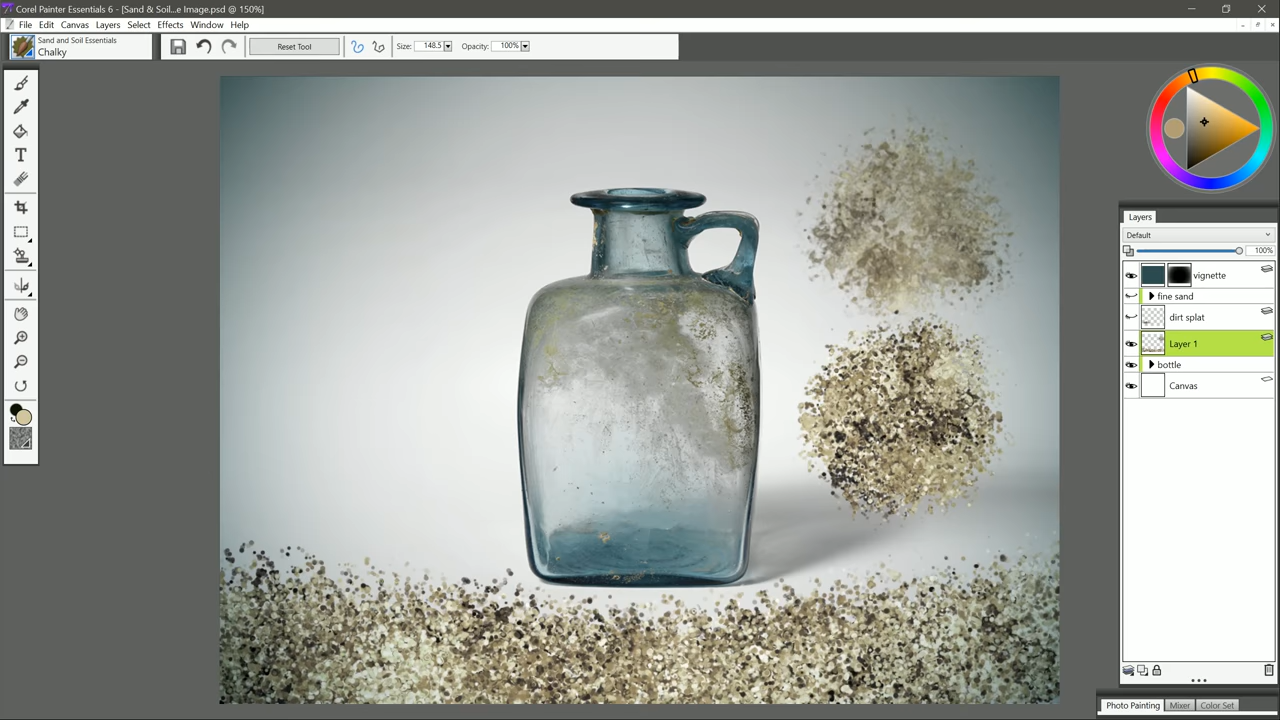 Corel Painter Essentials 6 - [Sand & Soil...e Image.psd @ 150%]
File Edit Canvas Layers Select Effects Window Help
Sand and Soil Essentials
Chalky
Reset Tool
Size: 148.5
Opacity: 100%
Layers
Default
100%
vignette
fine sand
dirt splat
Layer 1
bottle
Canvas
Photo Painting Mixer Color Set